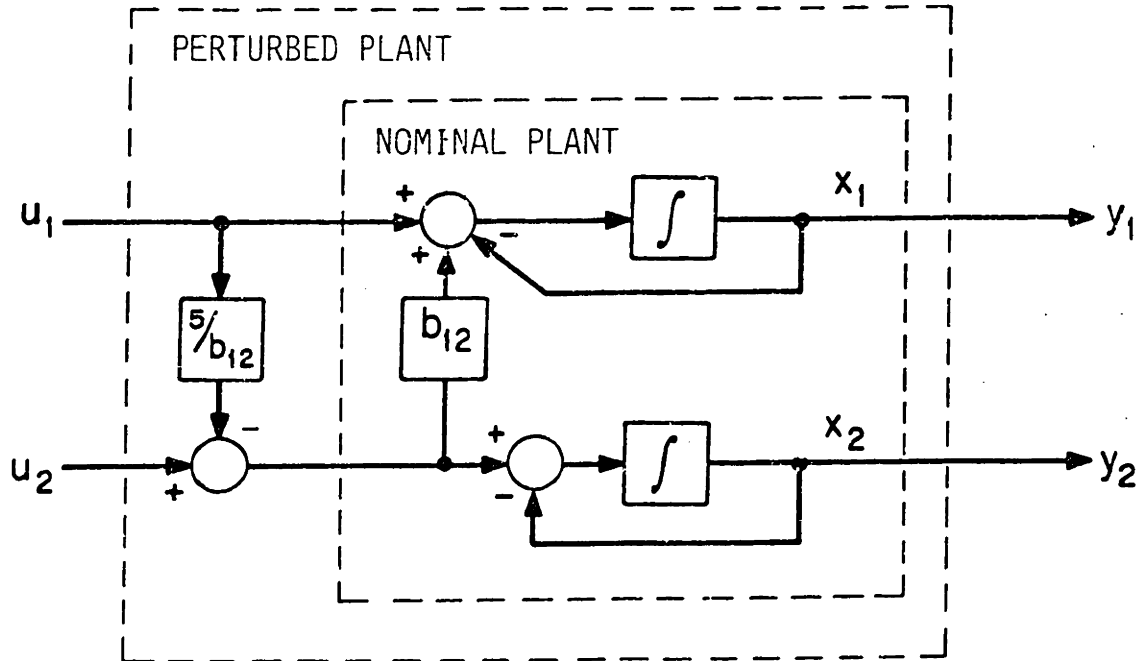 PERTURBED PLANT
NOMINAL PLANT
u₁
+
+
−
∫
x₁
y₁
5/b₁₂
b₁₂
−
u₂
+
+
−
∫
x₂
y₂